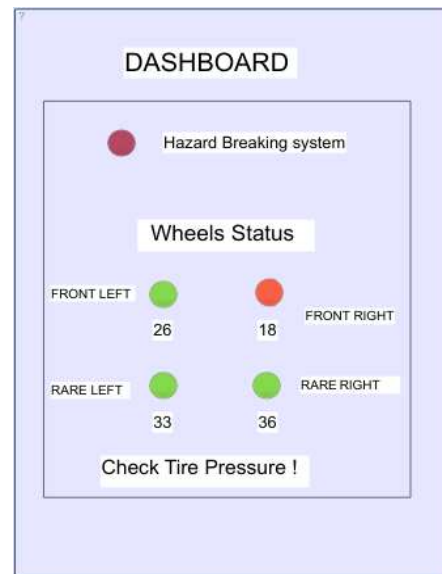 ?
DASHBOARD
Hazard Breaking system
Wheels Status
FRONT LEFT
26
18
FRONT RIGHT
RARE LEFT
RARE RIGHT
33
36
Check Tire Pressure !